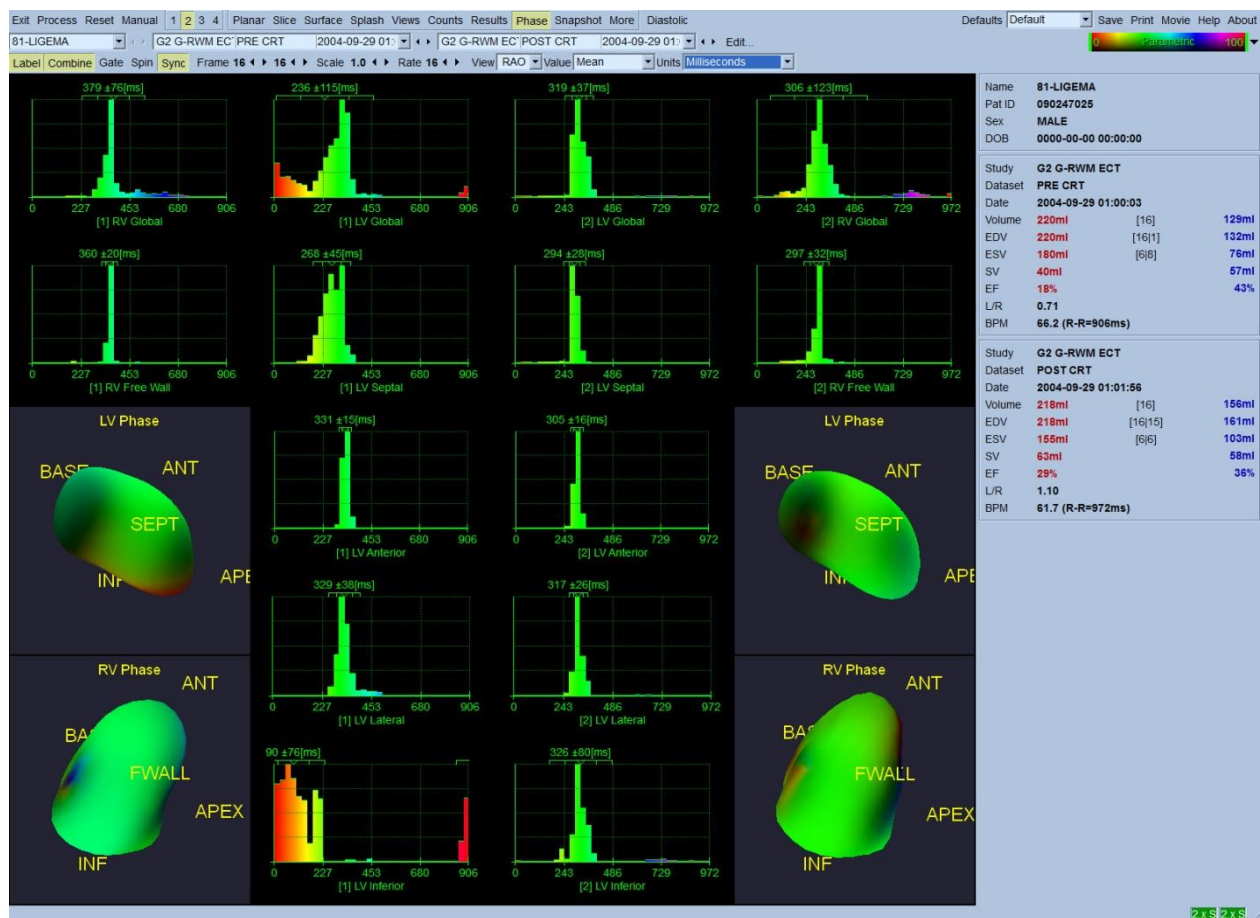 Exit Process Reset Manual 1 2 3 4 Planar Slice Surface Splash Views Counts Results Phase Snapshot More Diastolic Defaults Default Save Print Movie Help About
81-LIGEMA G2 G-RWM EC PRE CRT 2004-09-29 01: G2 G-RWM EC POST CRT 2004-09-29 01: Edit... 0 Parametric 100
Label Combine Gate Spin Sync Frame 16 16 Scale 1.0 Rate 16 View RAO Value Mean Units Milliseconds
379 ±76[ms] 236 ±115[ms] 319 ±37[ms] 306 ±123[ms]
0 227 453 680 906 0 227 453 680 906 0 243 486 729 972 0 243 486 729 972
[1] RV Global [1] LV Global [2] LV Global [2] RV Global
360 ±20[ms] 268 ±45[ms] 294 ±28[ms] 297 ±32[ms]
0 227 453 680 906 0 227 453 680 906 0 243 486 729 972 0 243 486 729 972
[1] RV Free Wall [1] LV Septal [2] LV Septal [2] RV Free Wall
LV Phase
BASE ANT
SEPT
INF APE
331 ±15[ms] 305 ±16[ms]
0 227 453 680 906 0 243 486 729 972
[1] LV Anterior [2] LV Anterior
LV Phase
BASE ANT
SEPT
INF APE
329 ±38[ms] 317 ±26[ms]
0 227 453 680 906 0 243 486 729 972
[1] LV Lateral [2] LV Lateral
RV Phase
ANT
BAS
FWALL
APEX
INF
90 ±76[ms] 326 ±80[ms]
0 227 453 680 906 0 243 486 729 972
[1] LV Inferior [2] LV Inferior
RV Phase
ANT
BAS
FWALL
APEX
INF
Name 81-LIGEMA
Pat ID 090247025
Sex MALE
DOB 0000-00-00 00:00:00
Study G2 G-RWM ECT
Dataset PRE CRT
Date 2004-09-29 01:00:03
Volume 220ml [16] 129ml
EDV 220ml [16|1] 132ml
ESV 180ml [6|8] 76ml
SV 40ml 57ml
EF 18% 43%
L/R 0.71
BPM 66.2 (R-R=906ms)
Study G2 G-RWM ECT
Dataset POST CRT
Date 2004-09-29 01:01:56
Volume 218ml [16] 156ml
EDV 218ml [16|15] 161ml
ESV 155ml [6|6] 103ml
SV 63ml 58ml
EF 29% 36%
L/R 1.10
BPM 61.7 (R-R=972ms)
2 x S 2 x S